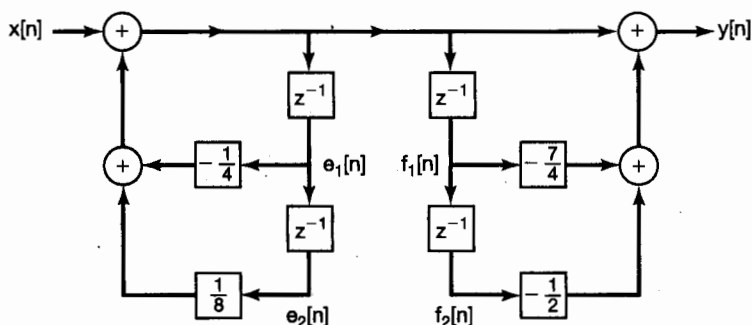 x[n] + + y[n]
z⁻¹ z⁻¹
+ - 1/4 e₁[n] f₁[n] - 7/4 +
z⁻¹ z⁻¹
1/8 e₂[n] f₂[n] - 1/2